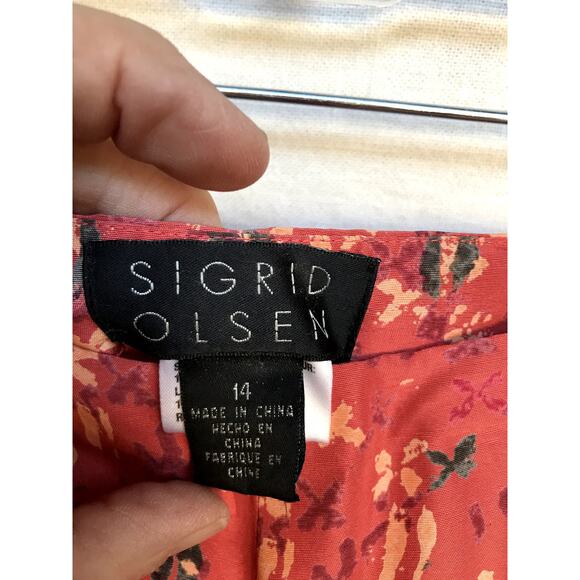 SIGRID
OLSEN
14
MADE IN CHINA
HECHO EN
CHINA
FABRIQUE EN
CHINE